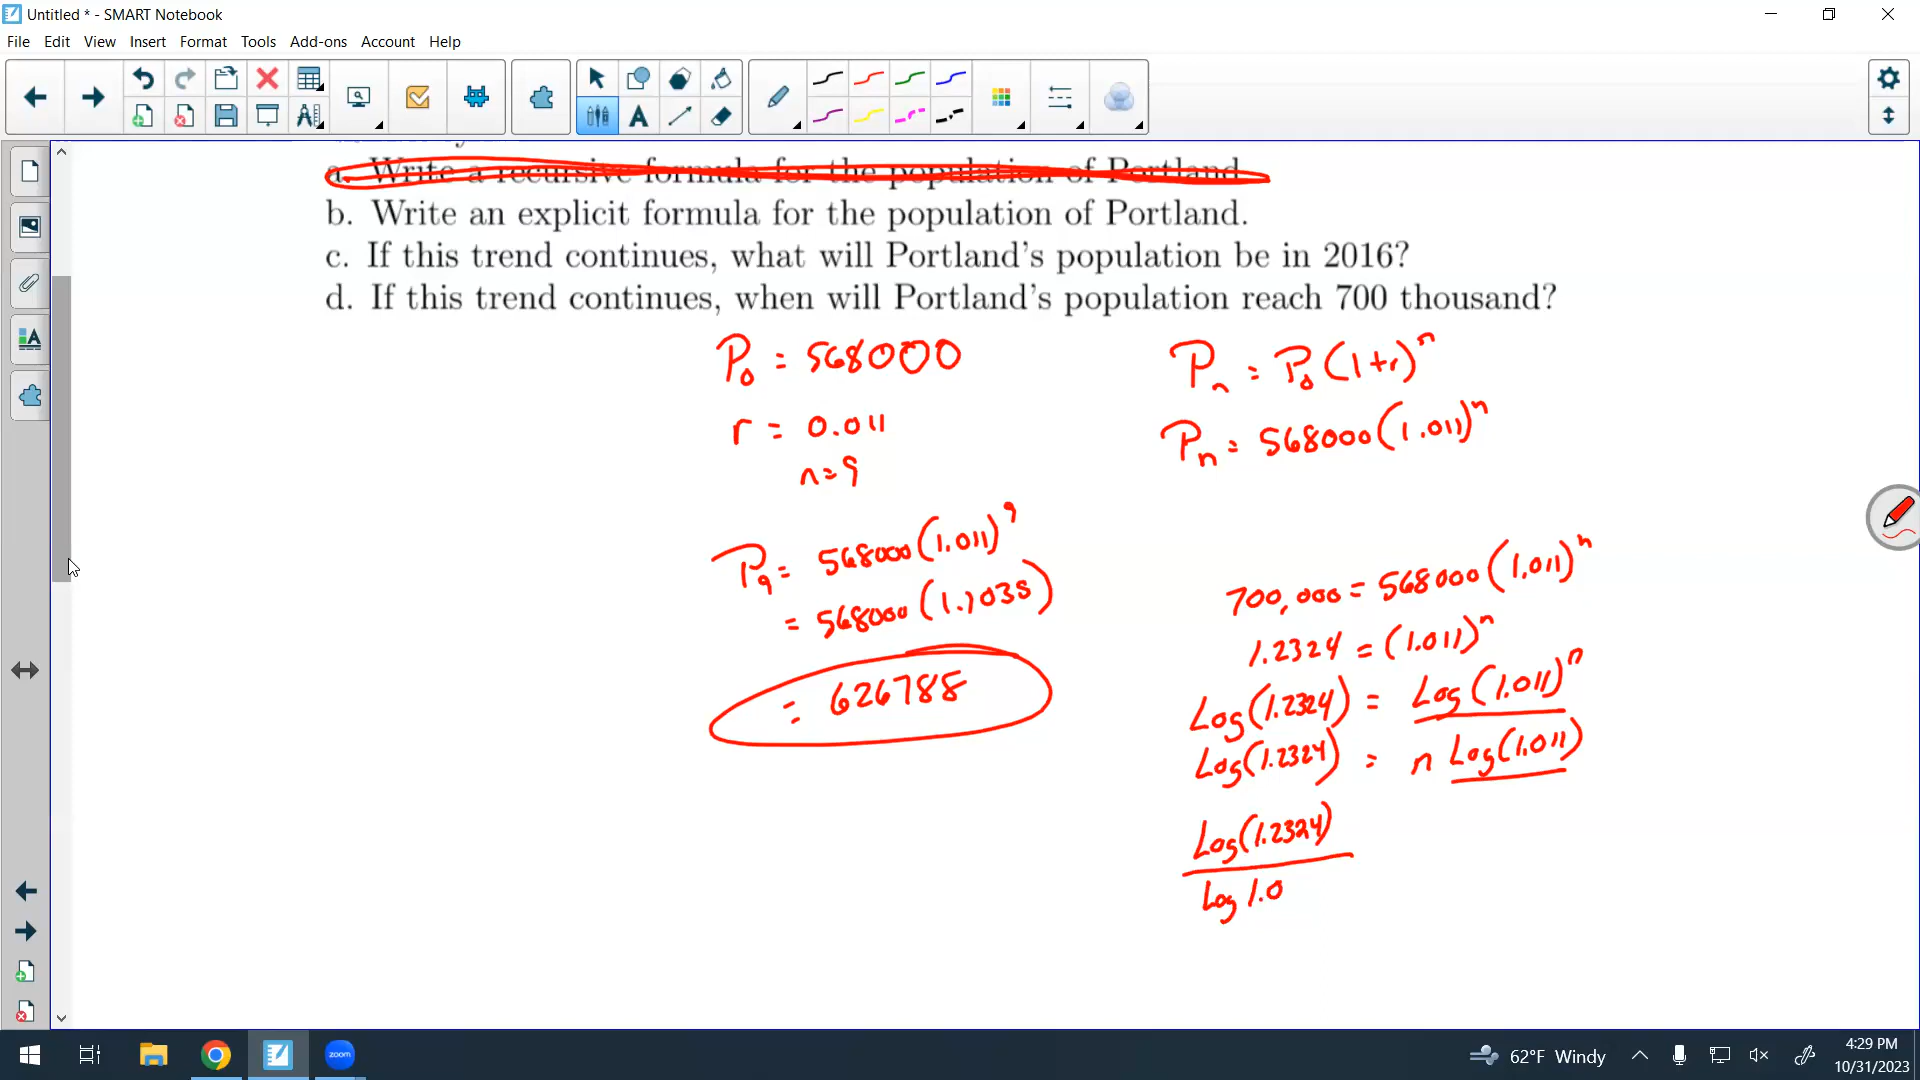 Untitled * - SMART Notebook
File Edit View Insert Format Tools Add-ons Account Help
a. Write a recursive formula for the population of Portland.
b. Write an explicit formula for the population of Portland.
c. If this trend continues, what will Portland's population be in 2016?
d. If this trend continues, when will Portland's population reach 700 thousand?
P₀ = 568000
r = 0.011
n=9
P₉ = 568000(1.011)⁹
= 568000(1.1035)
= 626788
Pₙ = P₀(1+r)ⁿ
Pₙ = 568000(1.011)ⁿ
700,000 = 568000(1.011)ⁿ
1.2324 = (1.011)ⁿ
Log(1.2324) = Log(1.011)ⁿ
Log(1.2324) = n Log(1.011)
Log(1.2324)
Log 1.0
zoom
62°F Windy
4:29 PM
10/31/2023